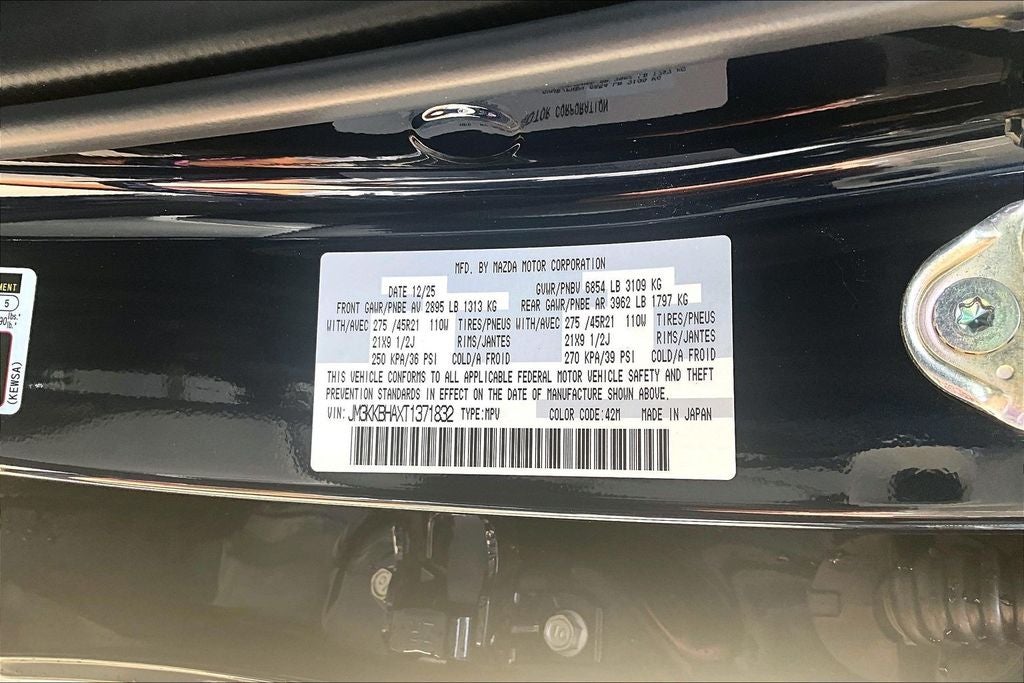 MFD. BY MAZDA MOTOR CORPORATION
DATE 12/25 GVWR/PNBV 6854 LB 3109 KG
FRONT GAWR/PNBE AV 2895 LB 1313 KG REAR GAWR/PNBE AR 3962 LB 1797 KG
WITH/AVEC 275 /45R21 110W TIRES/PNEUS WITH/AVEC 275 /45R21 110W TIRES/PNEUS
21X9 1/2J RIMS/JANTES 21X9 1/2J RIMS/JANTES
250 KPA/36 PSI COLD/A FROID 270 KPA/39 PSI COLD/A FROID
THIS VEHICLE CONFORMS TO ALL APPLICABLE FEDERAL MOTOR VEHICLE SAFETY AND THEFT
PREVENTION STANDARDS IN EFFECT ON THE DATE OF MANUFACTURE SHOWN ABOVE.
VIN: JM3KKBHAXT1371832 TYPE:MPV COLOR CODE:42M MADE IN JAPAN
5
lbs.
lb.
(KEWSA)